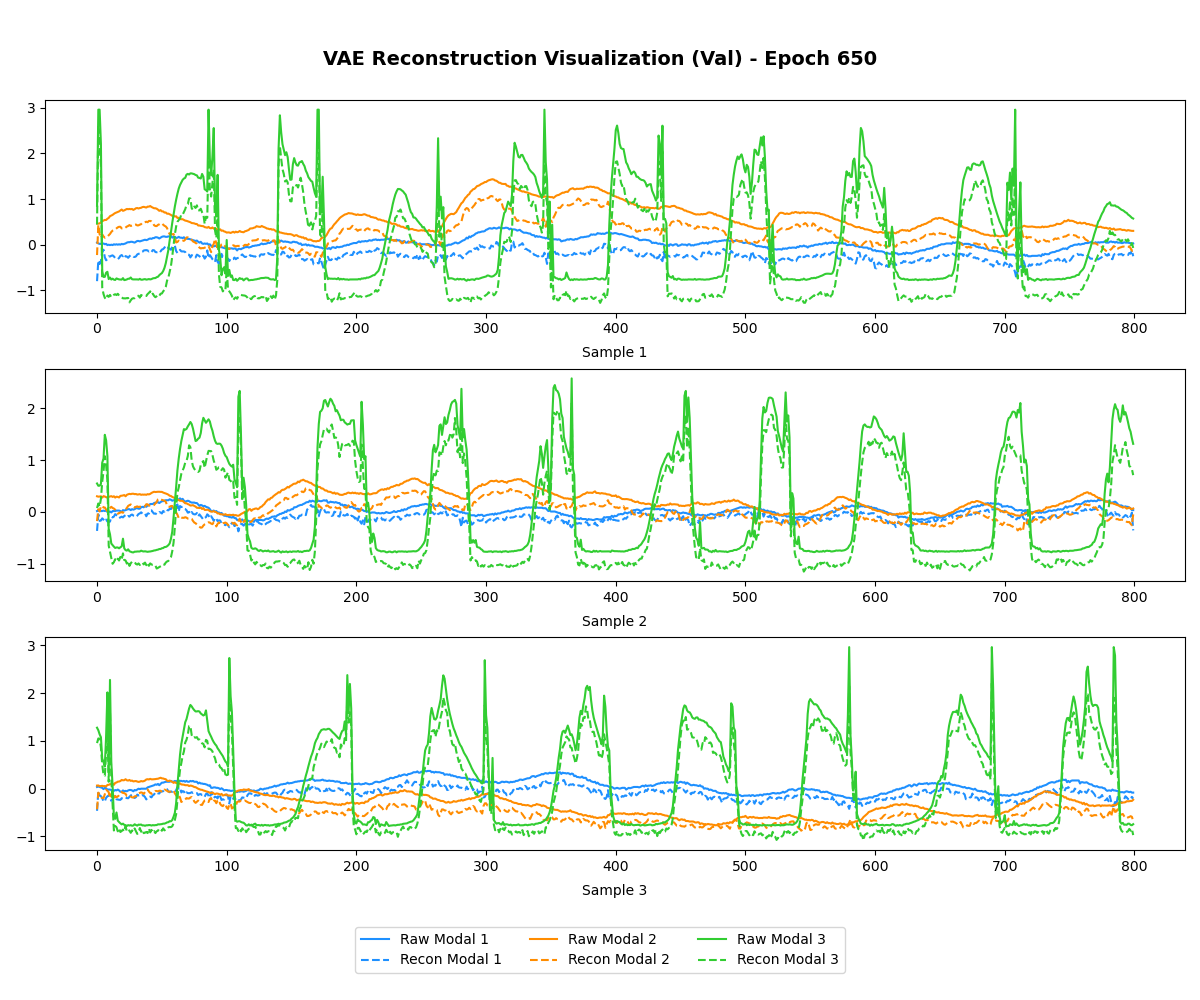 VAE Reconstruction Visualization (Val) - Epoch 650
3
2
1
0
−1
0 100 200 300 400 500 600 700 800
Sample 1
2
1
0
−1
0 100 200 300 400 500 600 700 800
Sample 2
3
2
1
0
−1
0 100 200 300 400 500 600 700 800
Sample 3
Raw Modal 1 Raw Modal 2 Raw Modal 3
Recon Modal 1 Recon Modal 2 Recon Modal 3